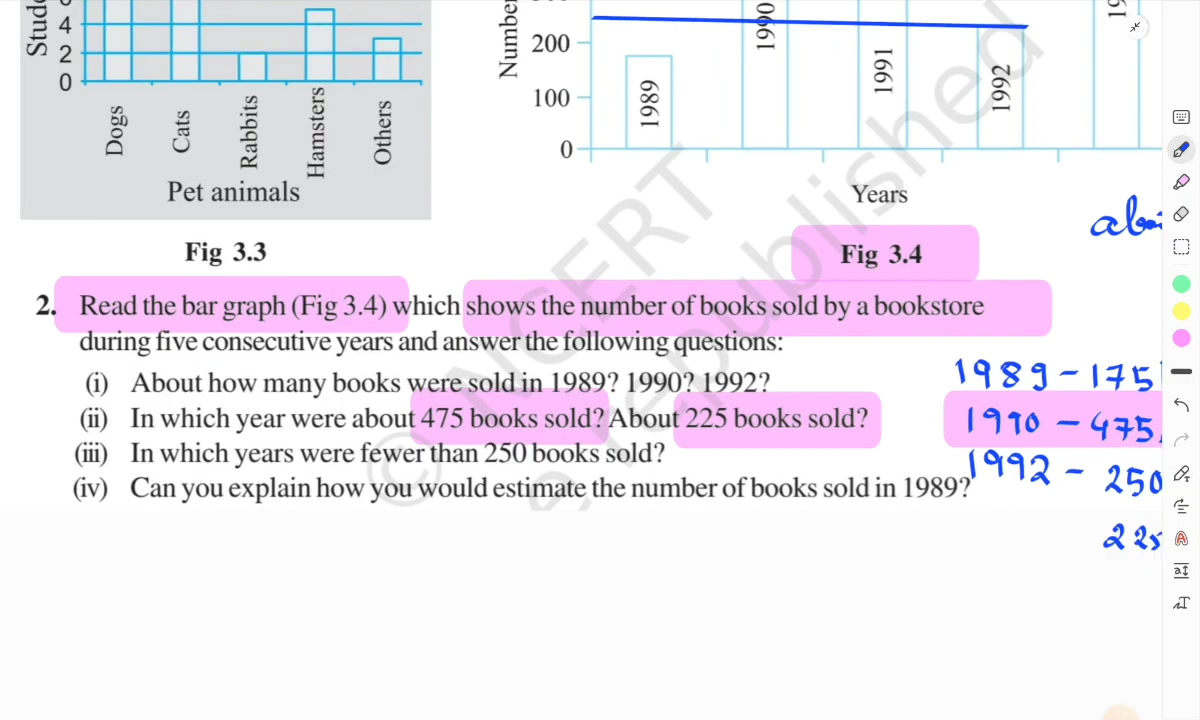 Stude
4
2
0
Dogs
Cats
Rabbits
Hamsters
Others
Pet animals
Fig 3.3
Number
200
100
0
1989
1990
1991
1992
19
Years
Fig 3.4
2. Read the bar graph (Fig 3.4) which shows the number of books sold by a bookstore
during five consecutive years and answer the following questions:
(i) About how many books were sold in 1989? 1990? 1992?
(ii) In which year were about 475 books sold? About 225 books sold?
(iii) In which years were fewer than 250 books sold?
(iv) Can you explain how you would estimate the number of books sold in 1989?
1989 - 175
1990 - 475
1992 - 250
225
© NCERT
republished